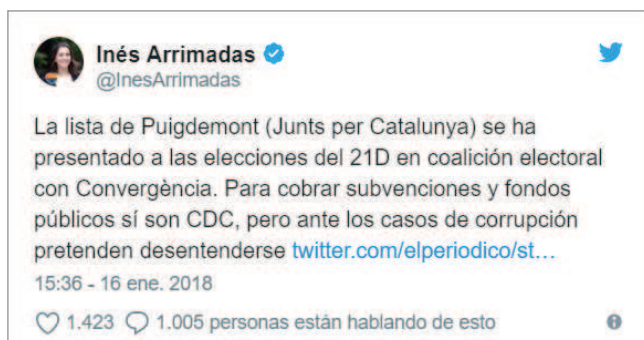 Inés Arrimadas
@InesArrimadas
La lista de Puigdemont (Junts per Catalunya) se ha
presentado a las elecciones del 21D en coalición electoral
con Convergència. Para cobrar subvenciones y fondos
públicos sí son CDC, pero ante los casos de corrupción
pretenden desentenderse twitter.com/elperiodico/st…
15:36 - 16 ene. 2018
1.423 1.005 personas están hablando de esto